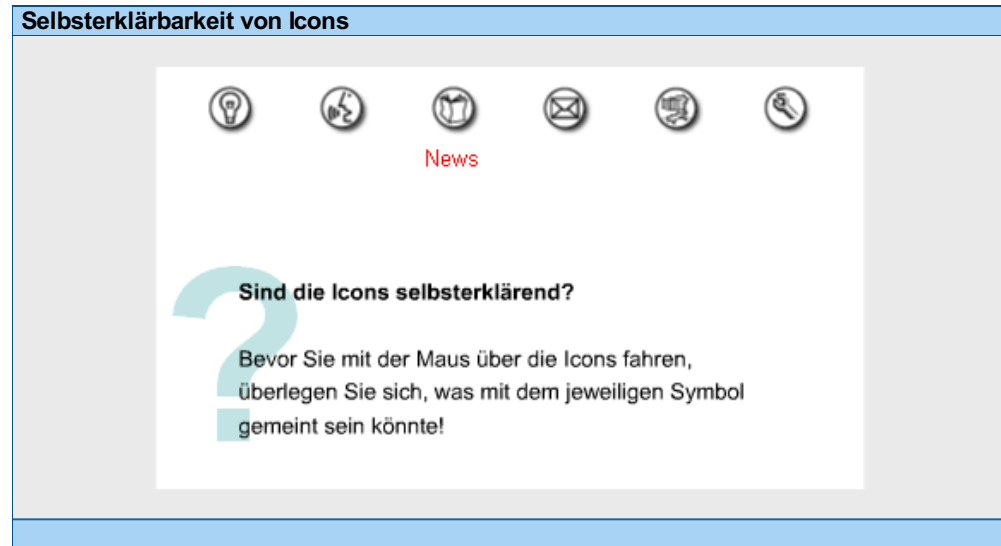 Selbsterklärbarkeit von Icons
News
Sind die Icons selbsterklärend?
Bevor Sie mit der Maus über die Icons fahren,
überlegen Sie sich, was mit dem jeweiligen Symbol
gemeint sein könnte!